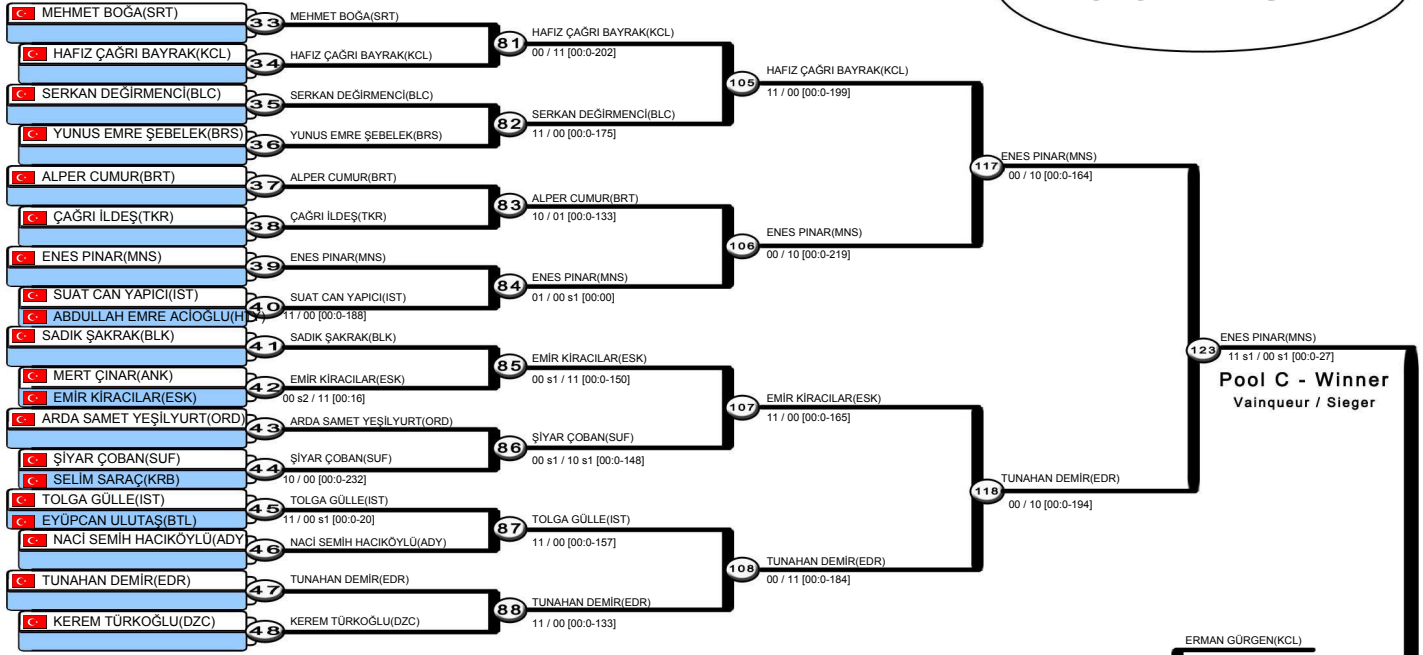 MEHMET BOĞA(SRT)
33
MEHMET BOĞA(SRT)
HAFIZ ÇAĞRI BAYRAK(KCL)
34
HAFIZ ÇAĞRI BAYRAK(KCL)
81
HAFIZ ÇAĞRI BAYRAK(KCL)
00 / 11 [00:0-202]
SERKAN DEĞİRMENCİ(BLC)
35
SERKAN DEĞİRMENCİ(BLC)
YUNUS EMRE ŞEBELEK(BRS)
36
YUNUS EMRE ŞEBELEK(BRS)
82
SERKAN DEĞİRMENCİ(BLC)
11 / 00 [00:0-175]
105
HAFIZ ÇAĞRI BAYRAK(KCL)
11 / 00 [00:0-199]
ALPER CUMUR(BRT)
37
ALPER CUMUR(BRT)
ÇAĞRI İLDEŞ(TKR)
38
ÇAĞRI İLDEŞ(TKR)
83
ALPER CUMUR(BRT)
10 / 01 [00:0-133]
ENES PINAR(MNS)
39
ENES PINAR(MNS)
SUAT CAN YAPICI(IST)
ABDULLAH EMRE ACİOĞLU(H
40
SUAT CAN YAPICI(IST)
11 / 00 [00:0-188]
84
ENES PINAR(MNS)
01 / 00 s1 [00:00]
106
ENES PINAR(MNS)
00 / 10 [00:0-219]
117
ENES PINAR(MNS)
00 / 10 [00:0-164]
SADIK ŞAKRAK(BLK)
41
SADIK ŞAKRAK(BLK)
MERT ÇINAR(ANK)
EMİR KİRACILAR(ESK)
42
EMİR KİRACILAR(ESK)
00 s2 / 11 [00:16]
85
EMİR KİRACILAR(ESK)
00 s1 / 11 [00:0-150]
ARDA SAMET YEŞİLYURT(ORD)
43
ARDA SAMET YEŞİLYURT(ORD)
ŞİYAR ÇOBAN(SUF)
SELİM SARAÇ(KRB)
44
ŞİYAR ÇOBAN(SUF)
10 / 00 [00:0-232]
86
ŞİYAR ÇOBAN(SUF)
00 s1 / 10 s1 [00:0-148]
107
EMİR KİRACILAR(ESK)
11 / 00 [00:0-165]
TOLGA GÜLLE(IST)
EYÜPCAN ULUTAŞ(BTL)
45
TOLGA GÜLLE(IST)
11 / 00 s1 [00:0-20]
NACİ SEMİH HACIKÖYLÜ(ADY
46
NACİ SEMİH HACIKÖYLÜ(ADY)
87
TOLGA GÜLLE(IST)
11 / 00 [00:0-157]
TUNAHAN DEMİR(EDR)
47
TUNAHAN DEMİR(EDR)
KEREM TÜRKOĞLU(DZC)
48
KEREM TÜRKOĞLU(DZC)
88
TUNAHAN DEMİR(EDR)
11 / 00 [00:0-133]
108
TUNAHAN DEMİR(EDR)
00 / 11 [00:0-184]
118
TUNAHAN DEMİR(EDR)
00 / 10 [00:0-194]
123
ENES PINAR(MNS)
11 s1 / 00 s1 [00:0-27]
Pool C - Winner
Vainqueur / Sieger
ERMAN GÜRGEN(KCL)